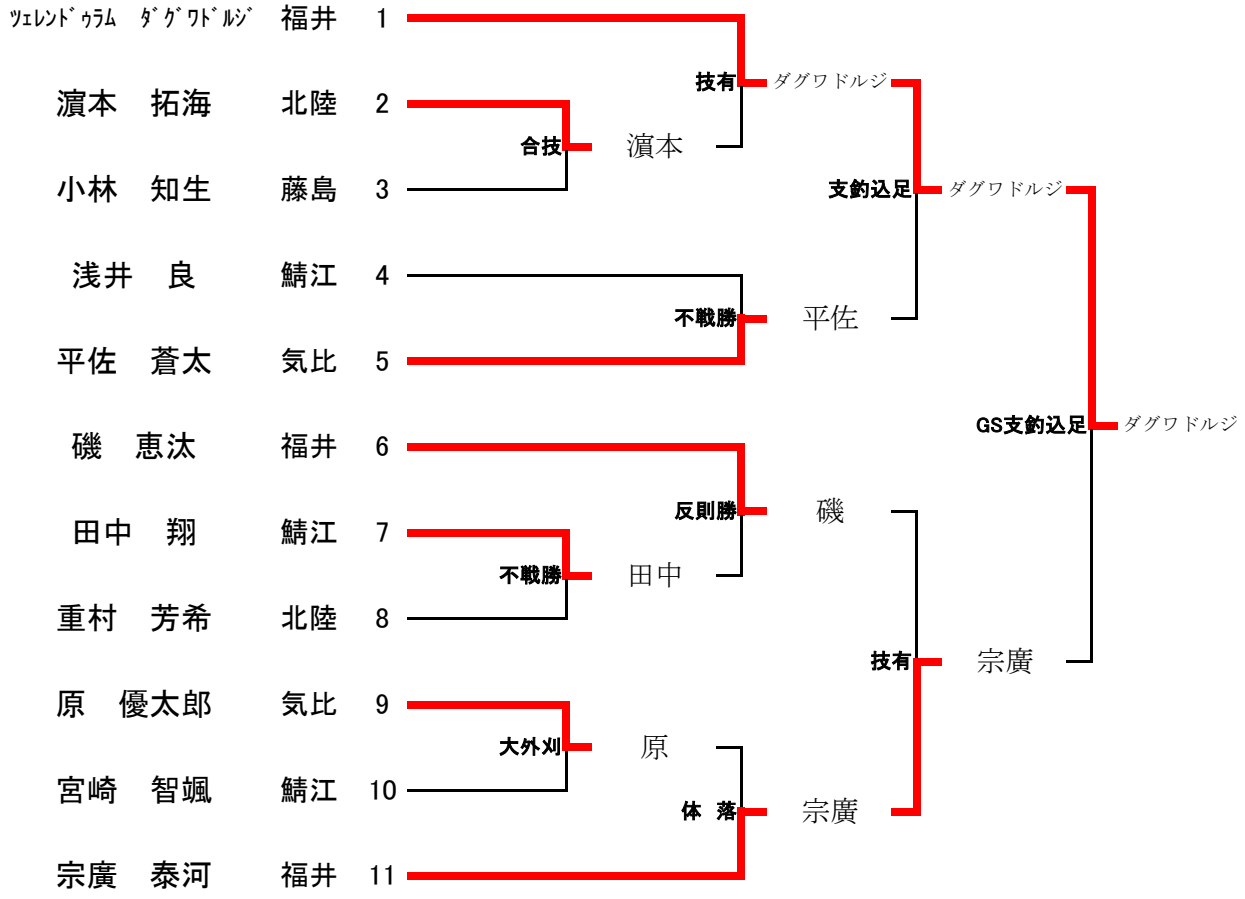 ﾂｪﾚﾝﾄﾞｩﾗﾑ　ﾀﾞｸﾞﾜﾄﾞﾙｼﾞ 福井 1
技有 ダグワドルジ
濵本　拓海 北陸 2
合技 濵本
小林　知生 藤島 3
支釣込足 ダグワドルジ
浅井　良 鯖江 4
不戦勝 平佐
平佐　蒼太 気比 5
GS支釣込足 ダグワドルジ
磯　恵汰 福井 6
反則勝 磯
田中　翔 鯖江 7
不戦勝 田中
重村　芳希 北陸 8
技有 宗廣
原　優太郎 気比 9
大外刈 原
宮崎　智颯 鯖江 10
体　落 宗廣
宗廣　泰河 福井 11